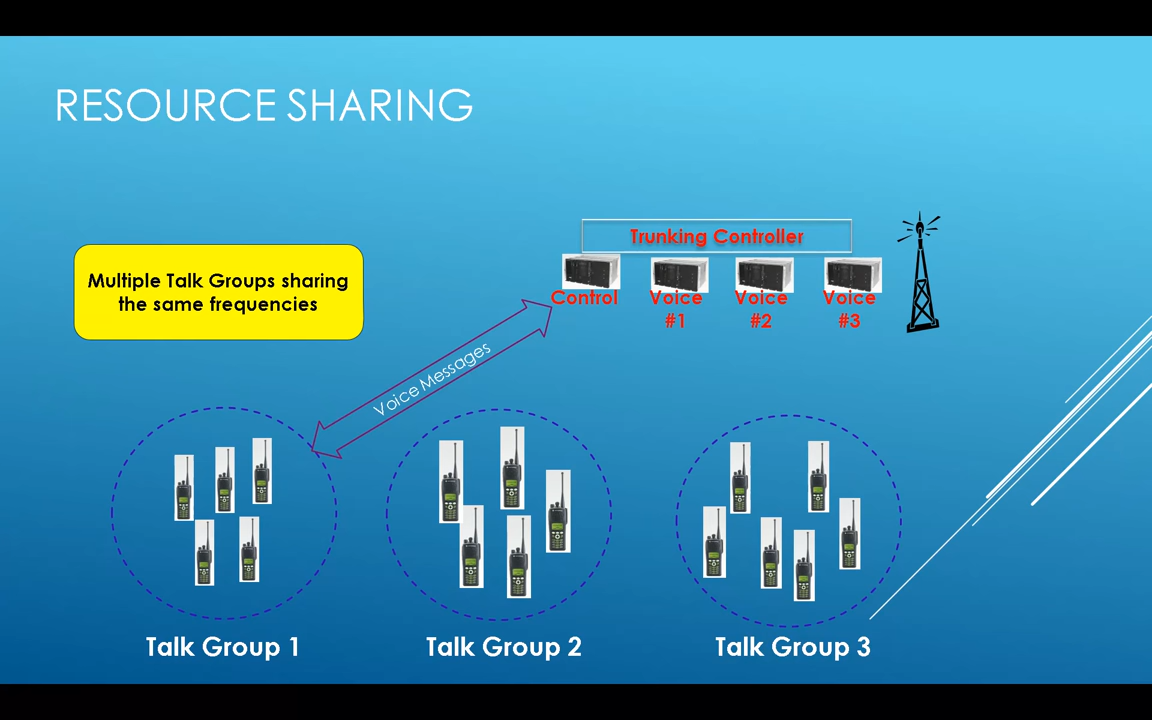 RESOURCE SHARING
Multiple Talk Groups sharing
the same frequencies
Trunking Controller
Control
Voice
#1
Voice
#2
Voice
#3
Voice Messages
Talk Group 1
Talk Group 2
Talk Group 3